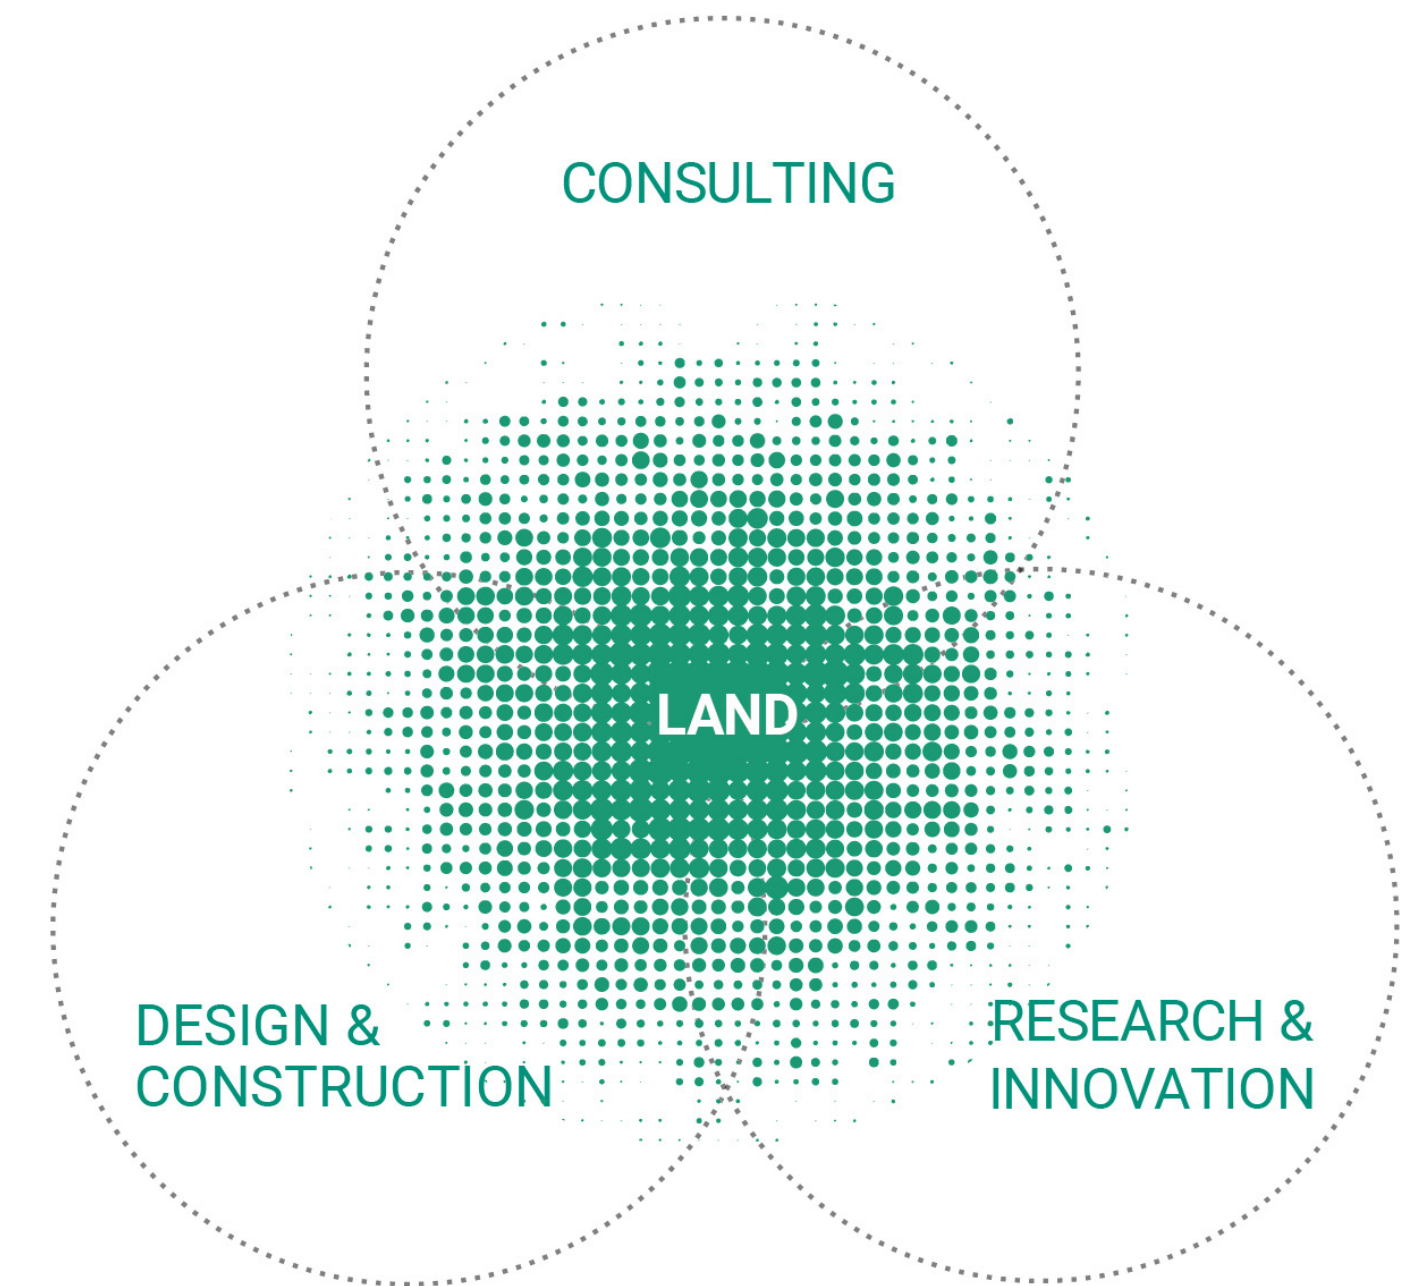 CONSULTING
LAND
DESIGN &
CONSTRUCTION
RESEARCH &
INNOVATION